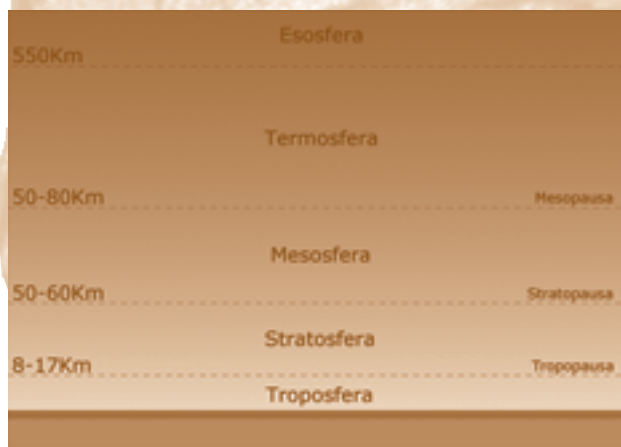 Esosfera
550Km
Termosfera
50-80Km Mesopausa
Mesosfera
50-60Km Stratopausa
Stratosfera
8-17Km Tropopausa
Troposfera